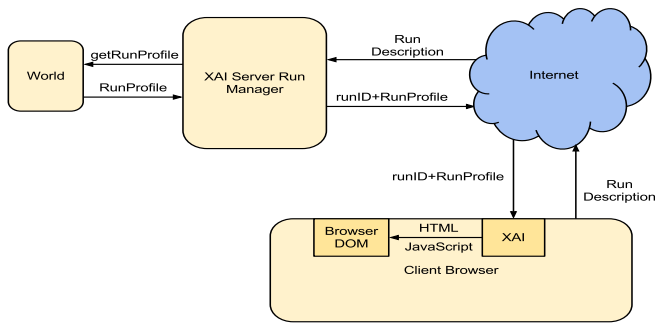 Run
Description
getRunProfile
World
XAI Server Run
Manager
Internet
RunProfile
runID+RunProfile
runID+RunProfile
Run
Description
Browser
DOM
HTML
JavaScript
XAI
Client Browser